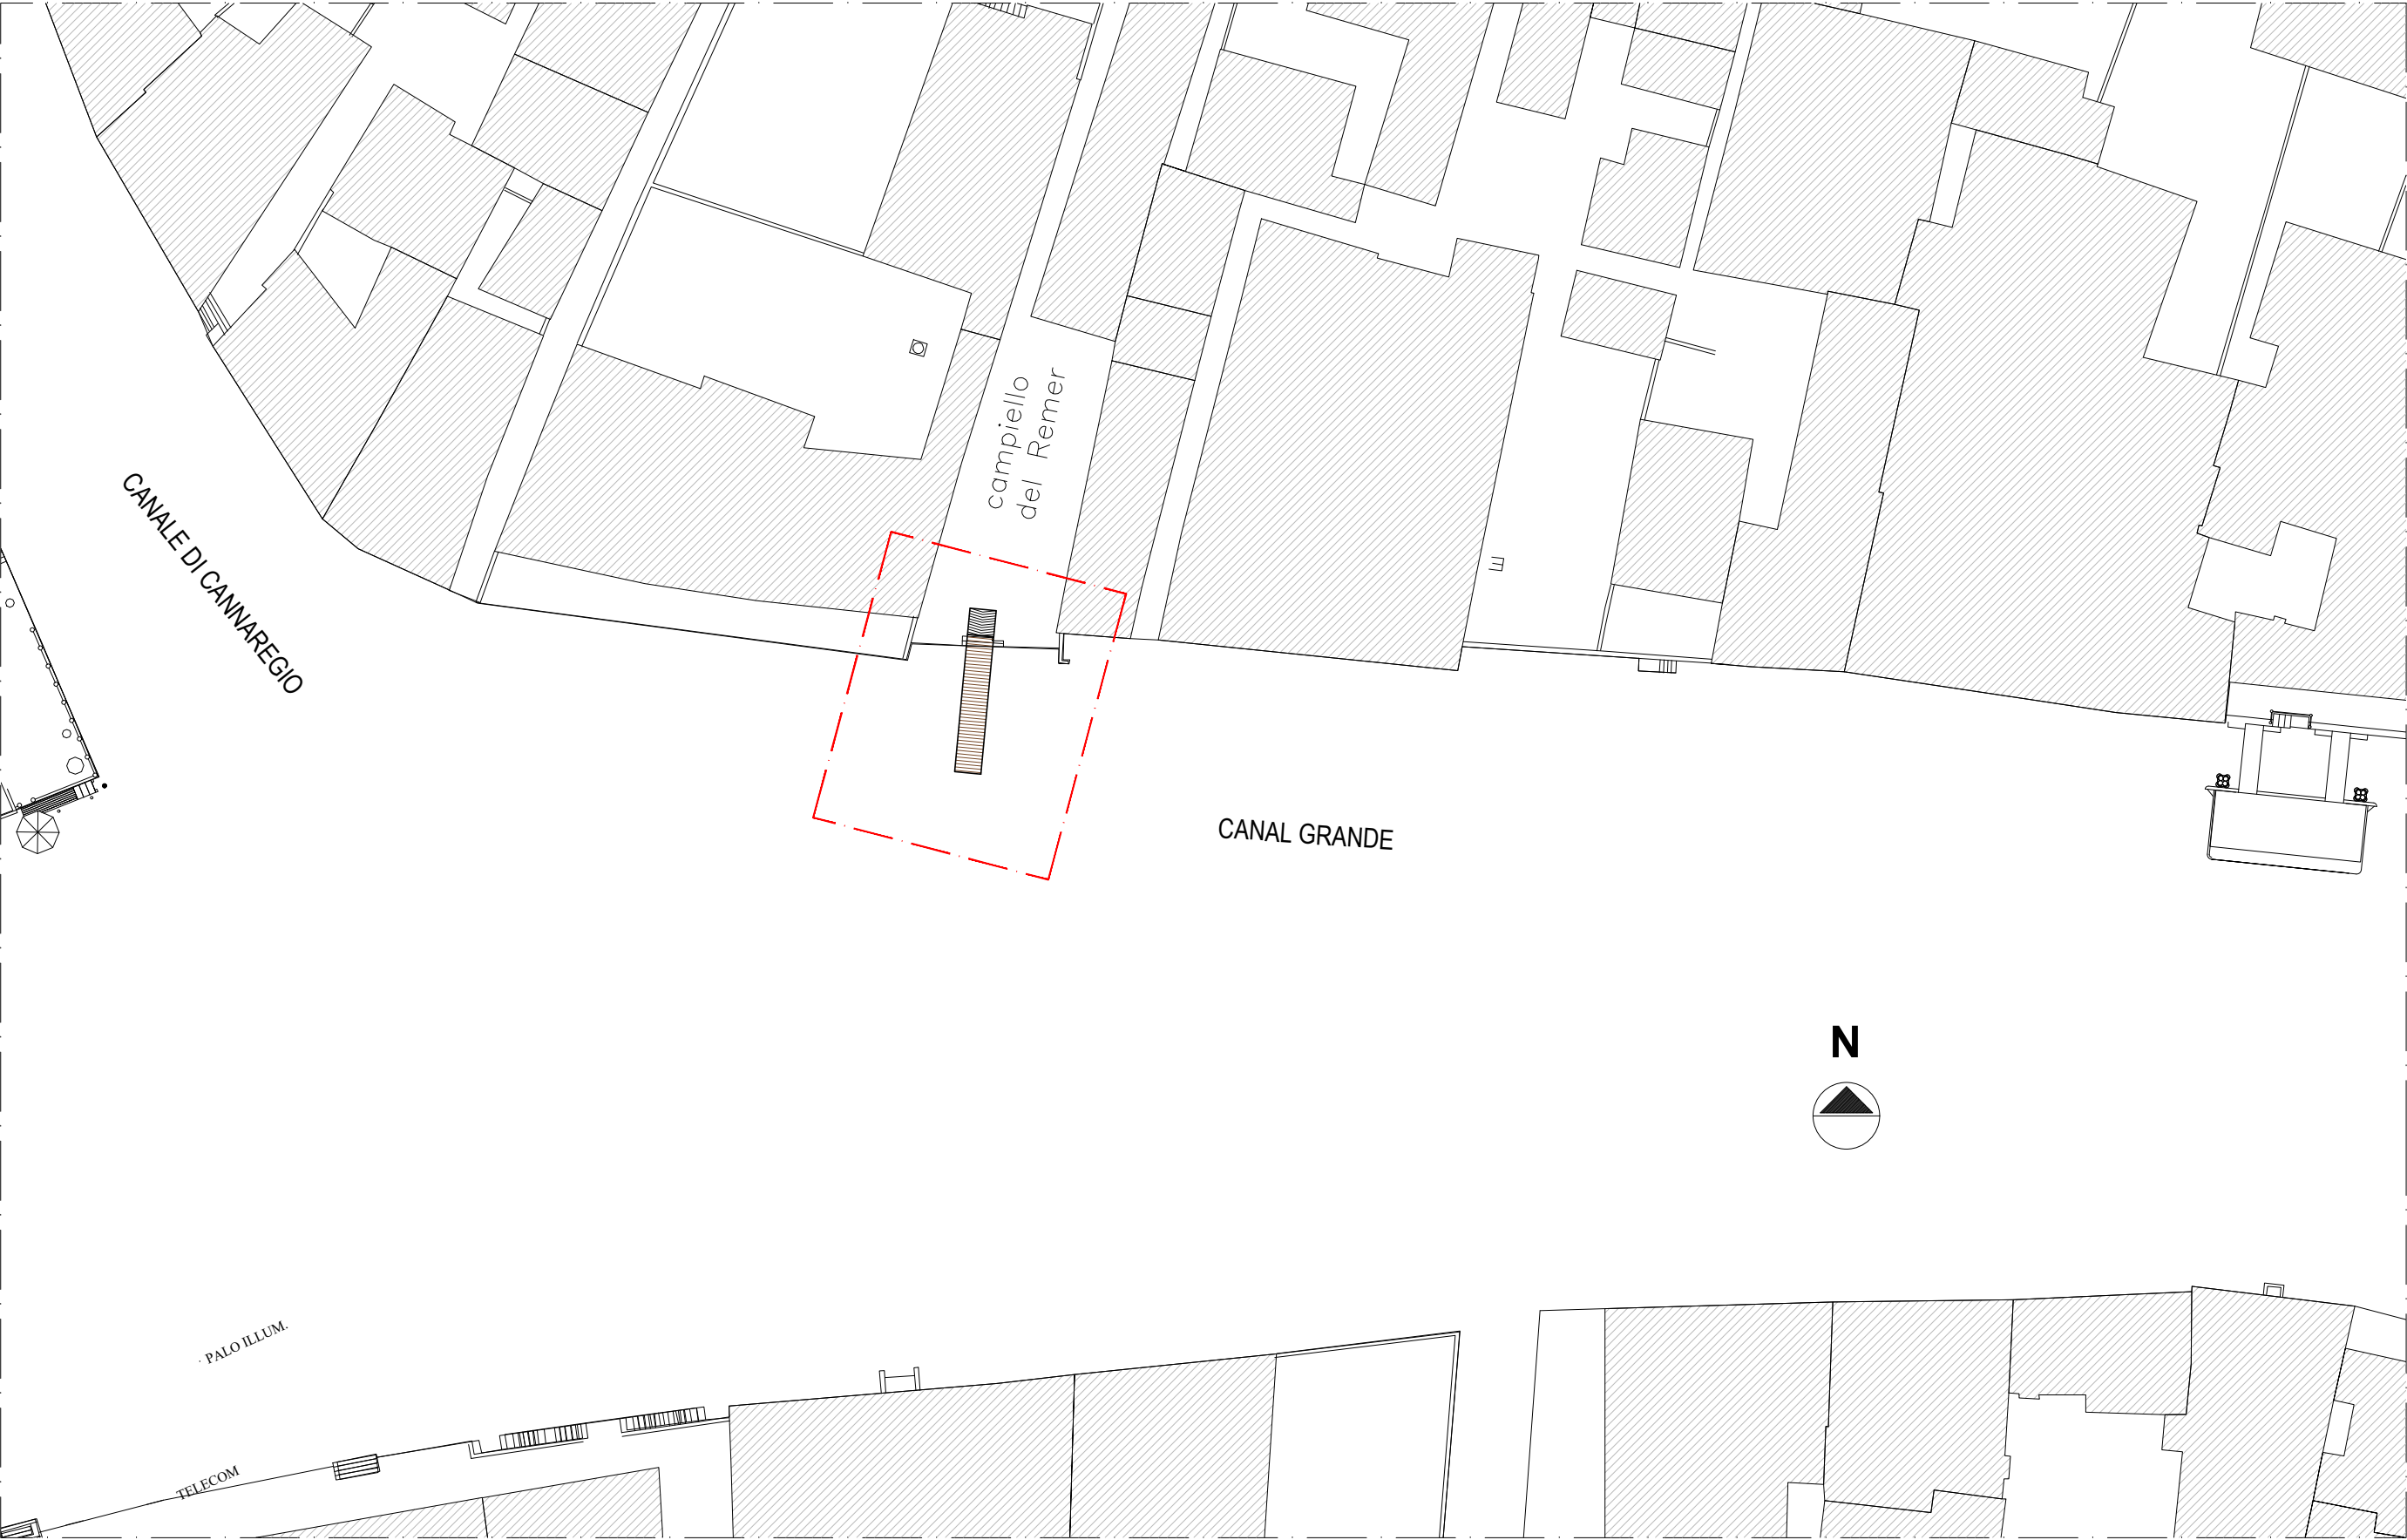 campiello
del Remer
CANALE DI CANNAREGIO
CANAL GRANDE
N
PALO ILLUM.
TELECOM